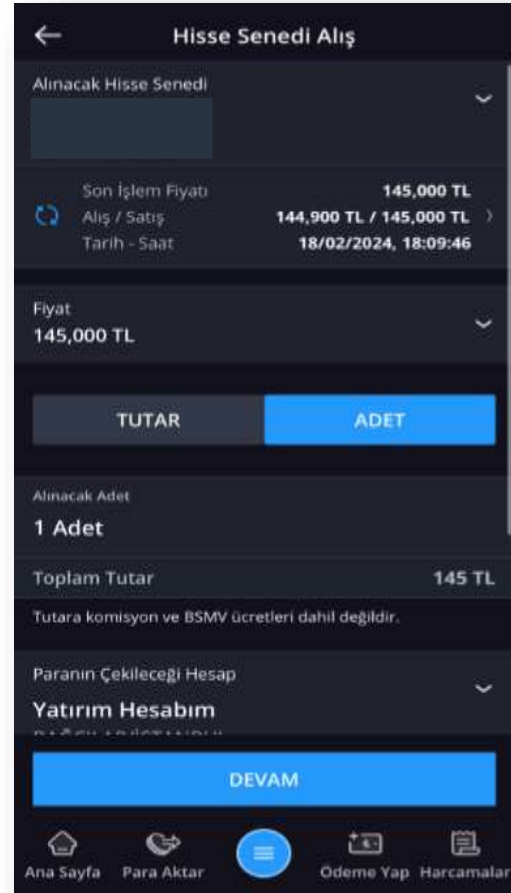 Hisse Senedi Alış
Alınacak Hisse Senedi
Son İşlem Fiyatı 145,000 TL
Alış / Satış 144,900 TL / 145,000 TL
Tarih - Saat 18/02/2024, 18:09:46
Fiyat
145,000 TL
TUTAR ADET
Alınacak Adet
1 Adet
Toplam Tutar 145 TL
Tutara komisyon ve BSMV ücretleri dahil değildir.
Paranın Çekileceği Hesap
Yatırım Hesabım
DEVAM
Ana Sayfa Para Aktar Ödeme Yap Harcamalar